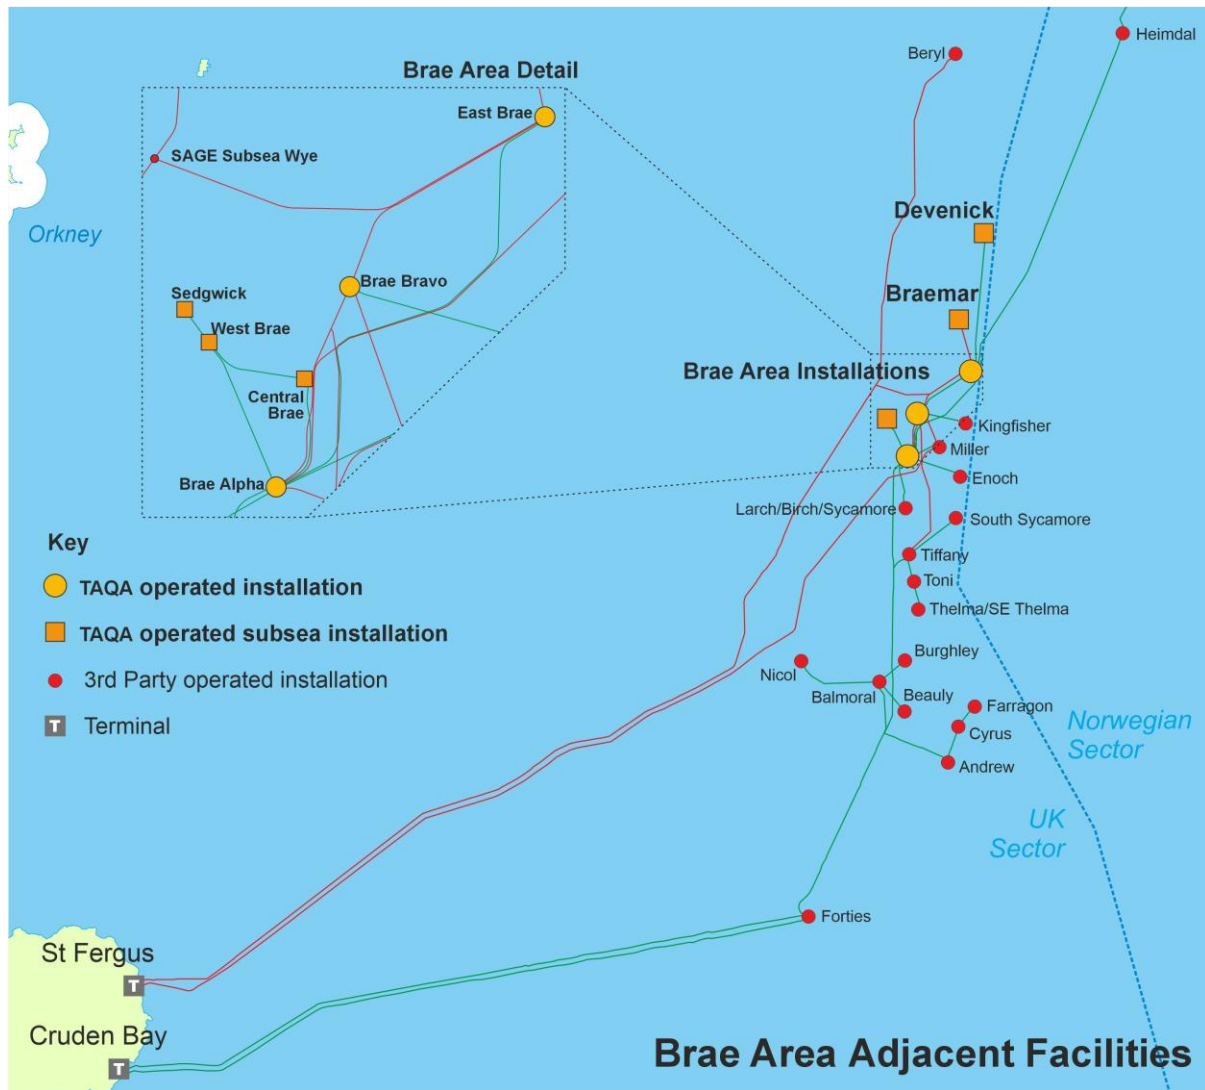 Heimdal
Beryl
Brae Area Detail
East Brae
SAGE Subsea Wye
Devenick
Orkney
Brae Bravo
Braemar
Sedgwick
West Brae
Brae Area Installations
Central
Brae
Kingfisher
Miller
Brae Alpha
Enoch
Larch/Birch/Sycamore
South Sycamore
Key
Tiffany
TAQA operated installation
Toni
Thelma/SE Thelma
TAQA operated subsea installation
Burghley
Nicol
3rd Party operated installation
Balmoral
Beauly
Farragon
T Terminal
Cyrus
Norwegian
Sector
Andrew
UK
Sector
Forties
St Fergus
T
Cruden Bay
T
Brae Area Adjacent Facilities